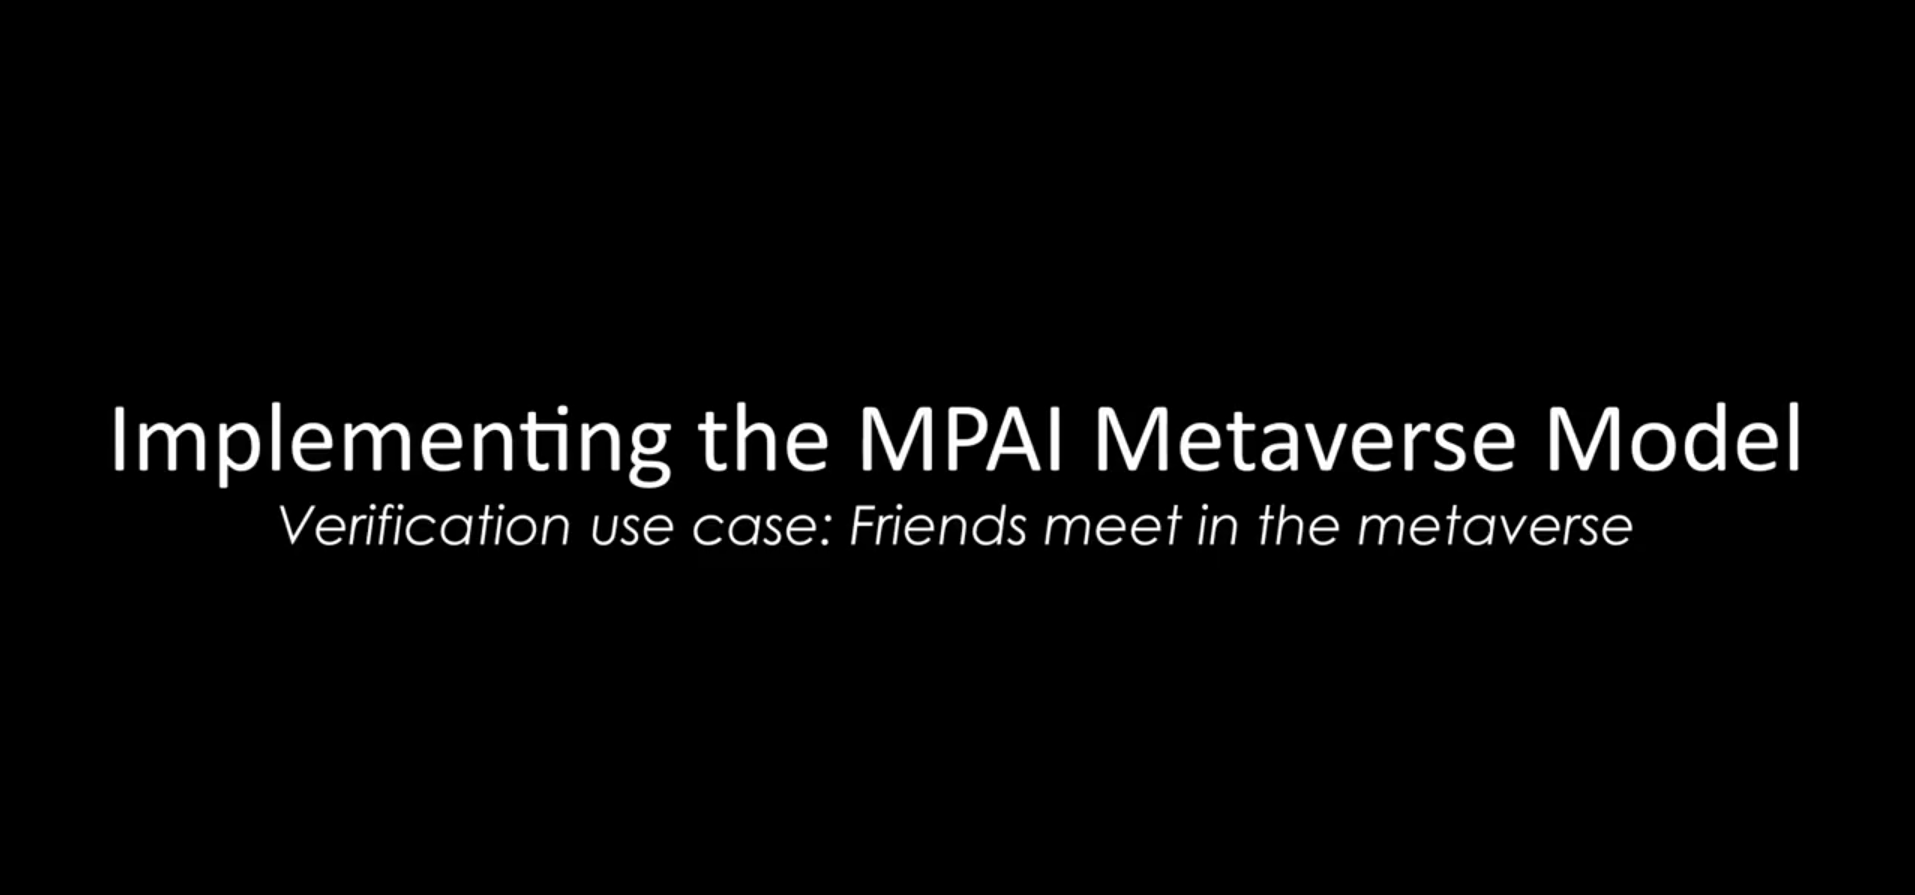 Implementing the MPAI Metaverse Model
Verification use case: Friends meet in the metaverse